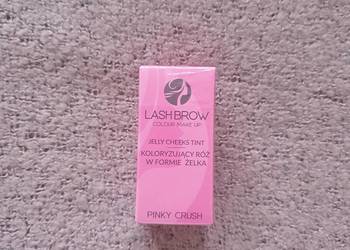 LASH BROW
COLOUR MAKE UP
JELLY CHEEKS TINT
KOLORYZUJĄCY RÓŻ
W FORMIE ŻELKA
PINKY CRUSH